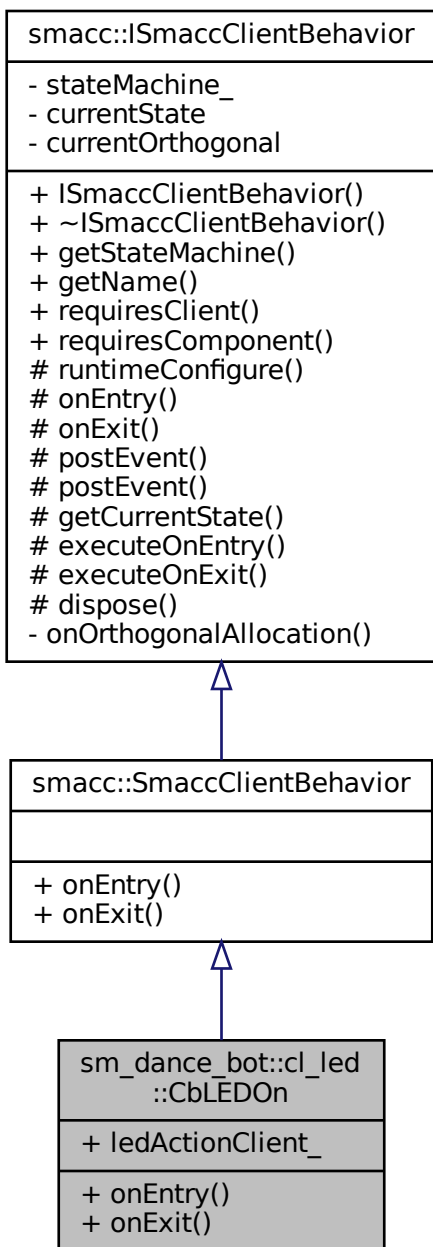 smacc::ISmaccClientBehavior
- stateMachine_
- currentState
- currentOrthogonal
+ ISmaccClientBehavior()
+ ~ISmaccClientBehavior()
+ getStateMachine()
+ getName()
+ requiresClient()
+ requiresComponent()
# runtimeConfigure()
# onEntry()
# onExit()
# postEvent()
# postEvent()
# getCurrentState()
# executeOnEntry()
# executeOnExit()
# dispose()
- onOrthogonalAllocation()
smacc::SmaccClientBehavior
+ onEntry()
+ onExit()
sm_dance_bot::cl_led
::CbLEDOn
+ ledActionClient_
+ onEntry()
+ onExit()